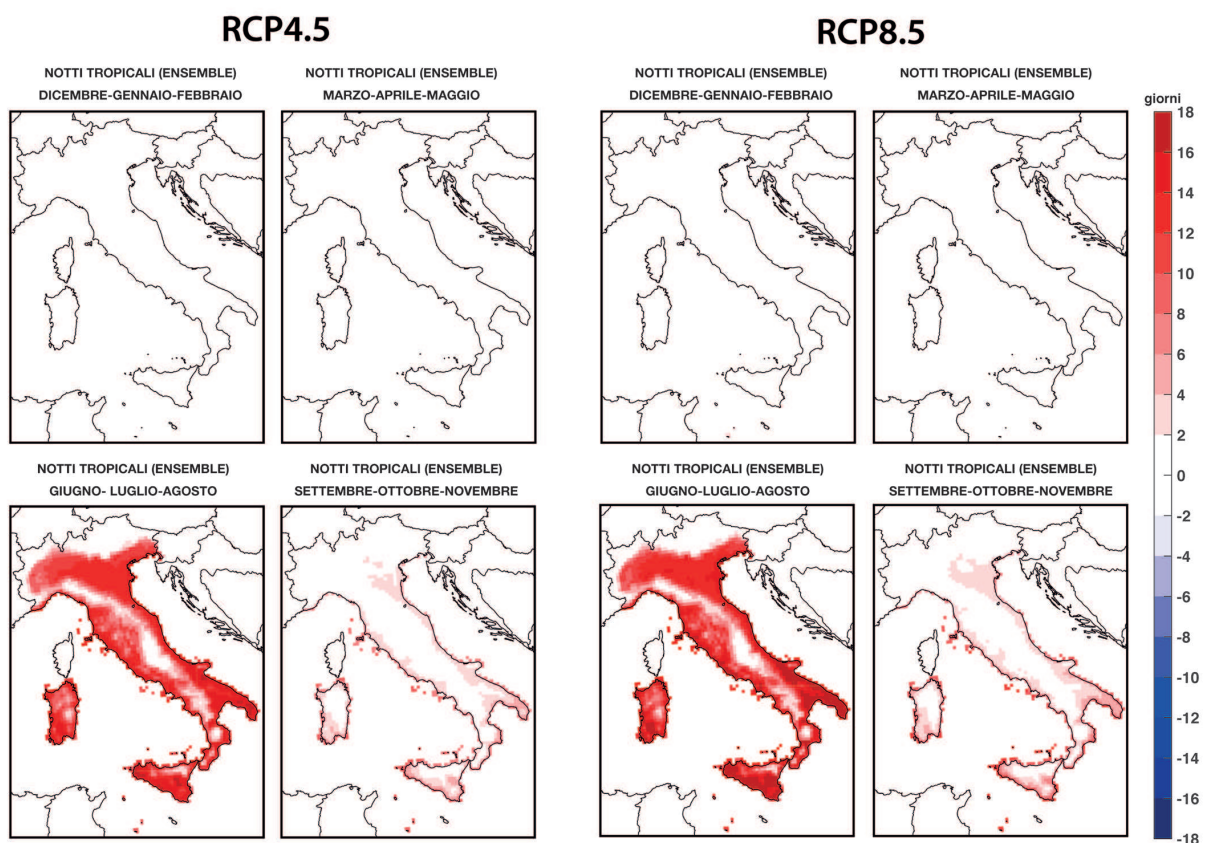 RCP4.5
RCP8.5
NOTTI TROPICALI (ENSEMBLE)
DICEMBRE-GENNAIO-FEBBRAIO
NOTTI TROPICALI (ENSEMBLE)
MARZO-APRILE-MAGGIO
NOTTI TROPICALI (ENSEMBLE)
DICEMBRE-GENNAIO-FEBBRAIO
NOTTI TROPICALI (ENSEMBLE)
MARZO-APRILE-MAGGIO
giorni
18
16
14
12
10
8
6
4
2
0
-2
-4
-6
-8
-10
-12
-14
-16
-18
NOTTI TROPICALI (ENSEMBLE)
GIUGNO- LUGLIO-AGOSTO
NOTTI TROPICALI (ENSEMBLE)
SETTEMBRE-OTTOBRE-NOVEMBRE
NOTTI TROPICALI (ENSEMBLE)
GIUGNO-LUGLIO-AGOSTO
NOTTI TROPICALI (ENSEMBLE)
SETTEMBRE-OTTOBRE-NOVEMBRE